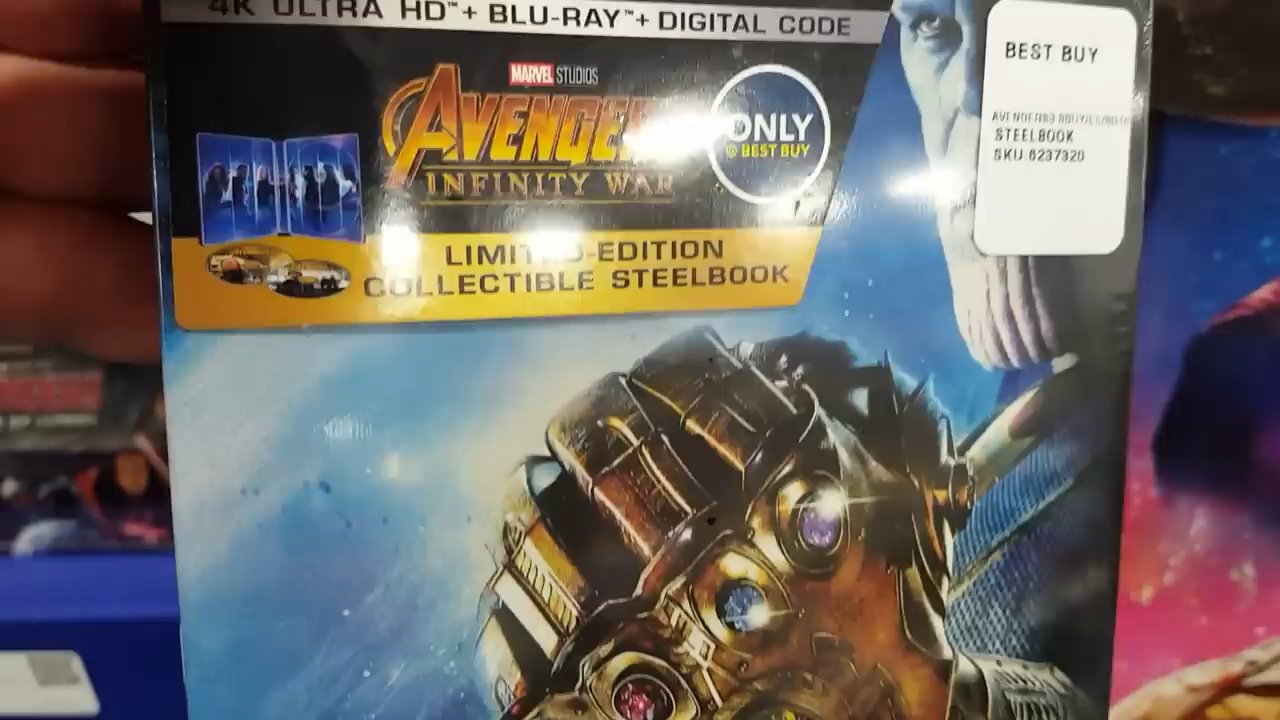 4K ULTRA HD™+ BLU-RAY™+ DIGITAL CODE
MARVEL STUDIOS
AVENGE
INFINITY WAR
ONLY
@ BEST BUY
LIMITED-EDITION
COLLECTIBLE STEELBOOK
BEST BUY
STEELBOOK
SKU 6237320